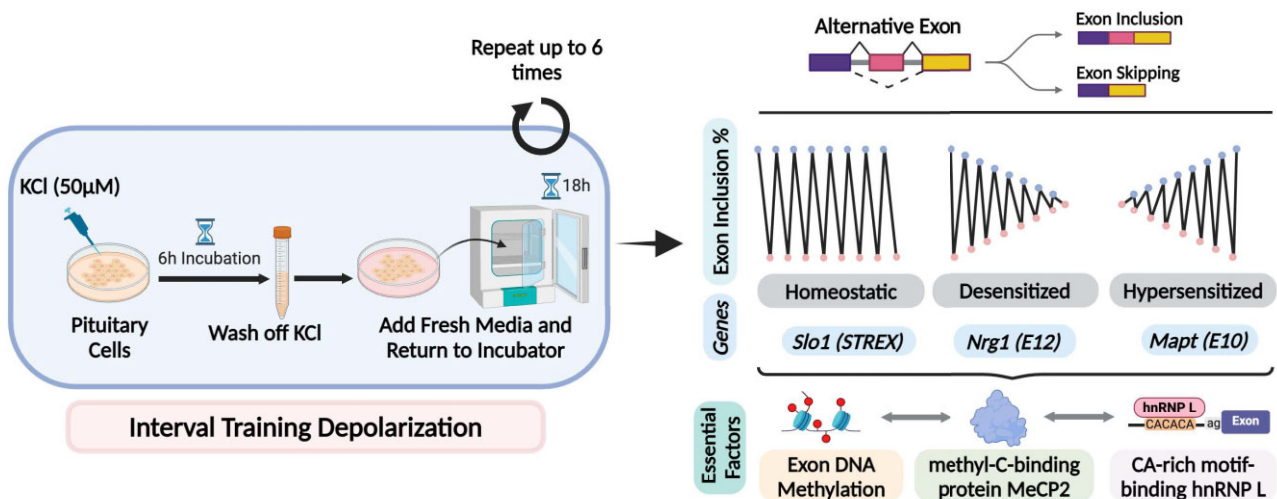 Repeat up to 6
times
KCl (50μM)
18h
6h Incubation
Pituitary
Cells
Wash off KCl
Add Fresh Media and
Return to Incubator
Interval Training Depolarization
Alternative Exon
Exon Inclusion
Exon Skipping
Exon Inclusion %
Homeostatic
Desensitized
Hypersensitized
Genes
Slo1 (STREX)
Nrg1 (E12)
Mapt (E10)
Essential
Factors
hnRNP L
CACACA
ag
Exon
Exon DNA
Methylation
methyl-C-binding
protein MeCP2
CA-rich motif-
binding hnRNP L